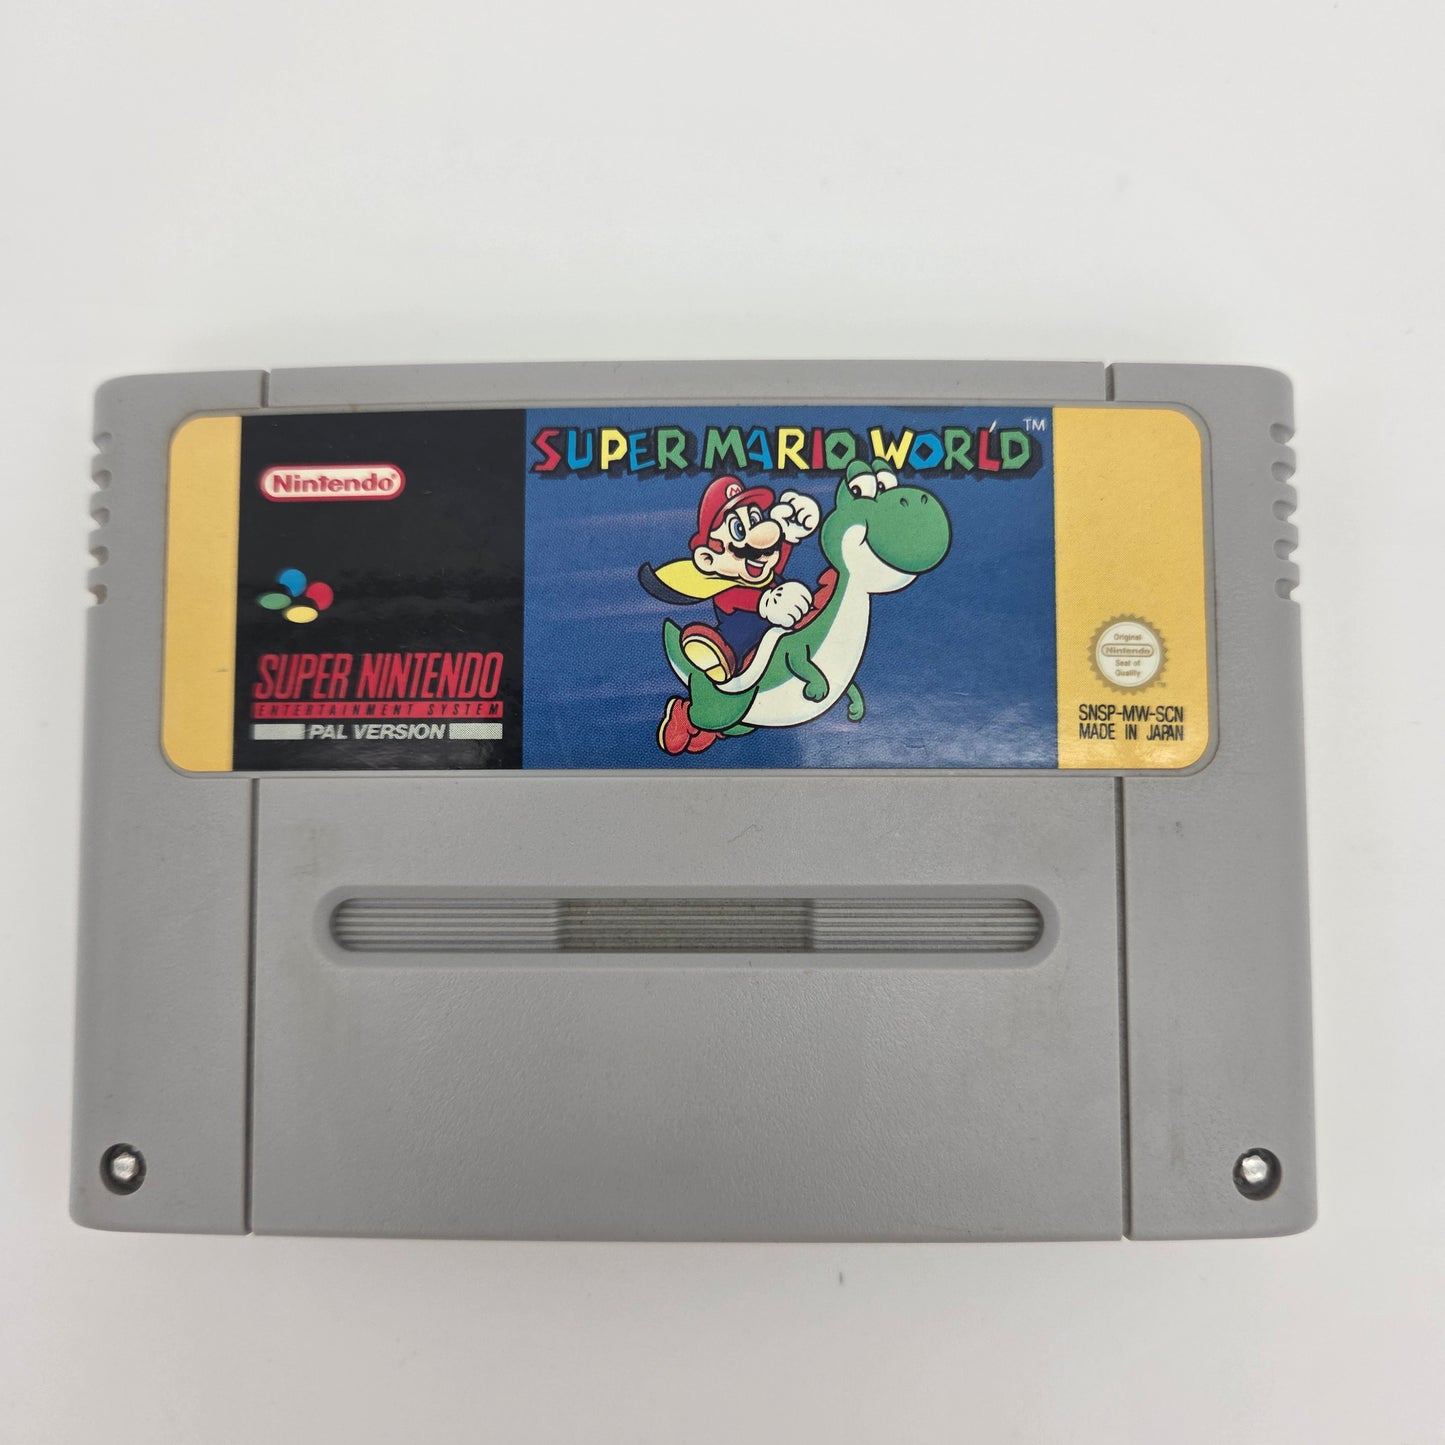 Nintendo®
SUPER NINTENDO
ENTERTAINMENT SYSTEM
PAL VERSION
SUPER MARIO WORLD™
M
Original
Nintendo
Seal of
Quality
TM
SNSP-MW-SCN
MADE IN JAPAN